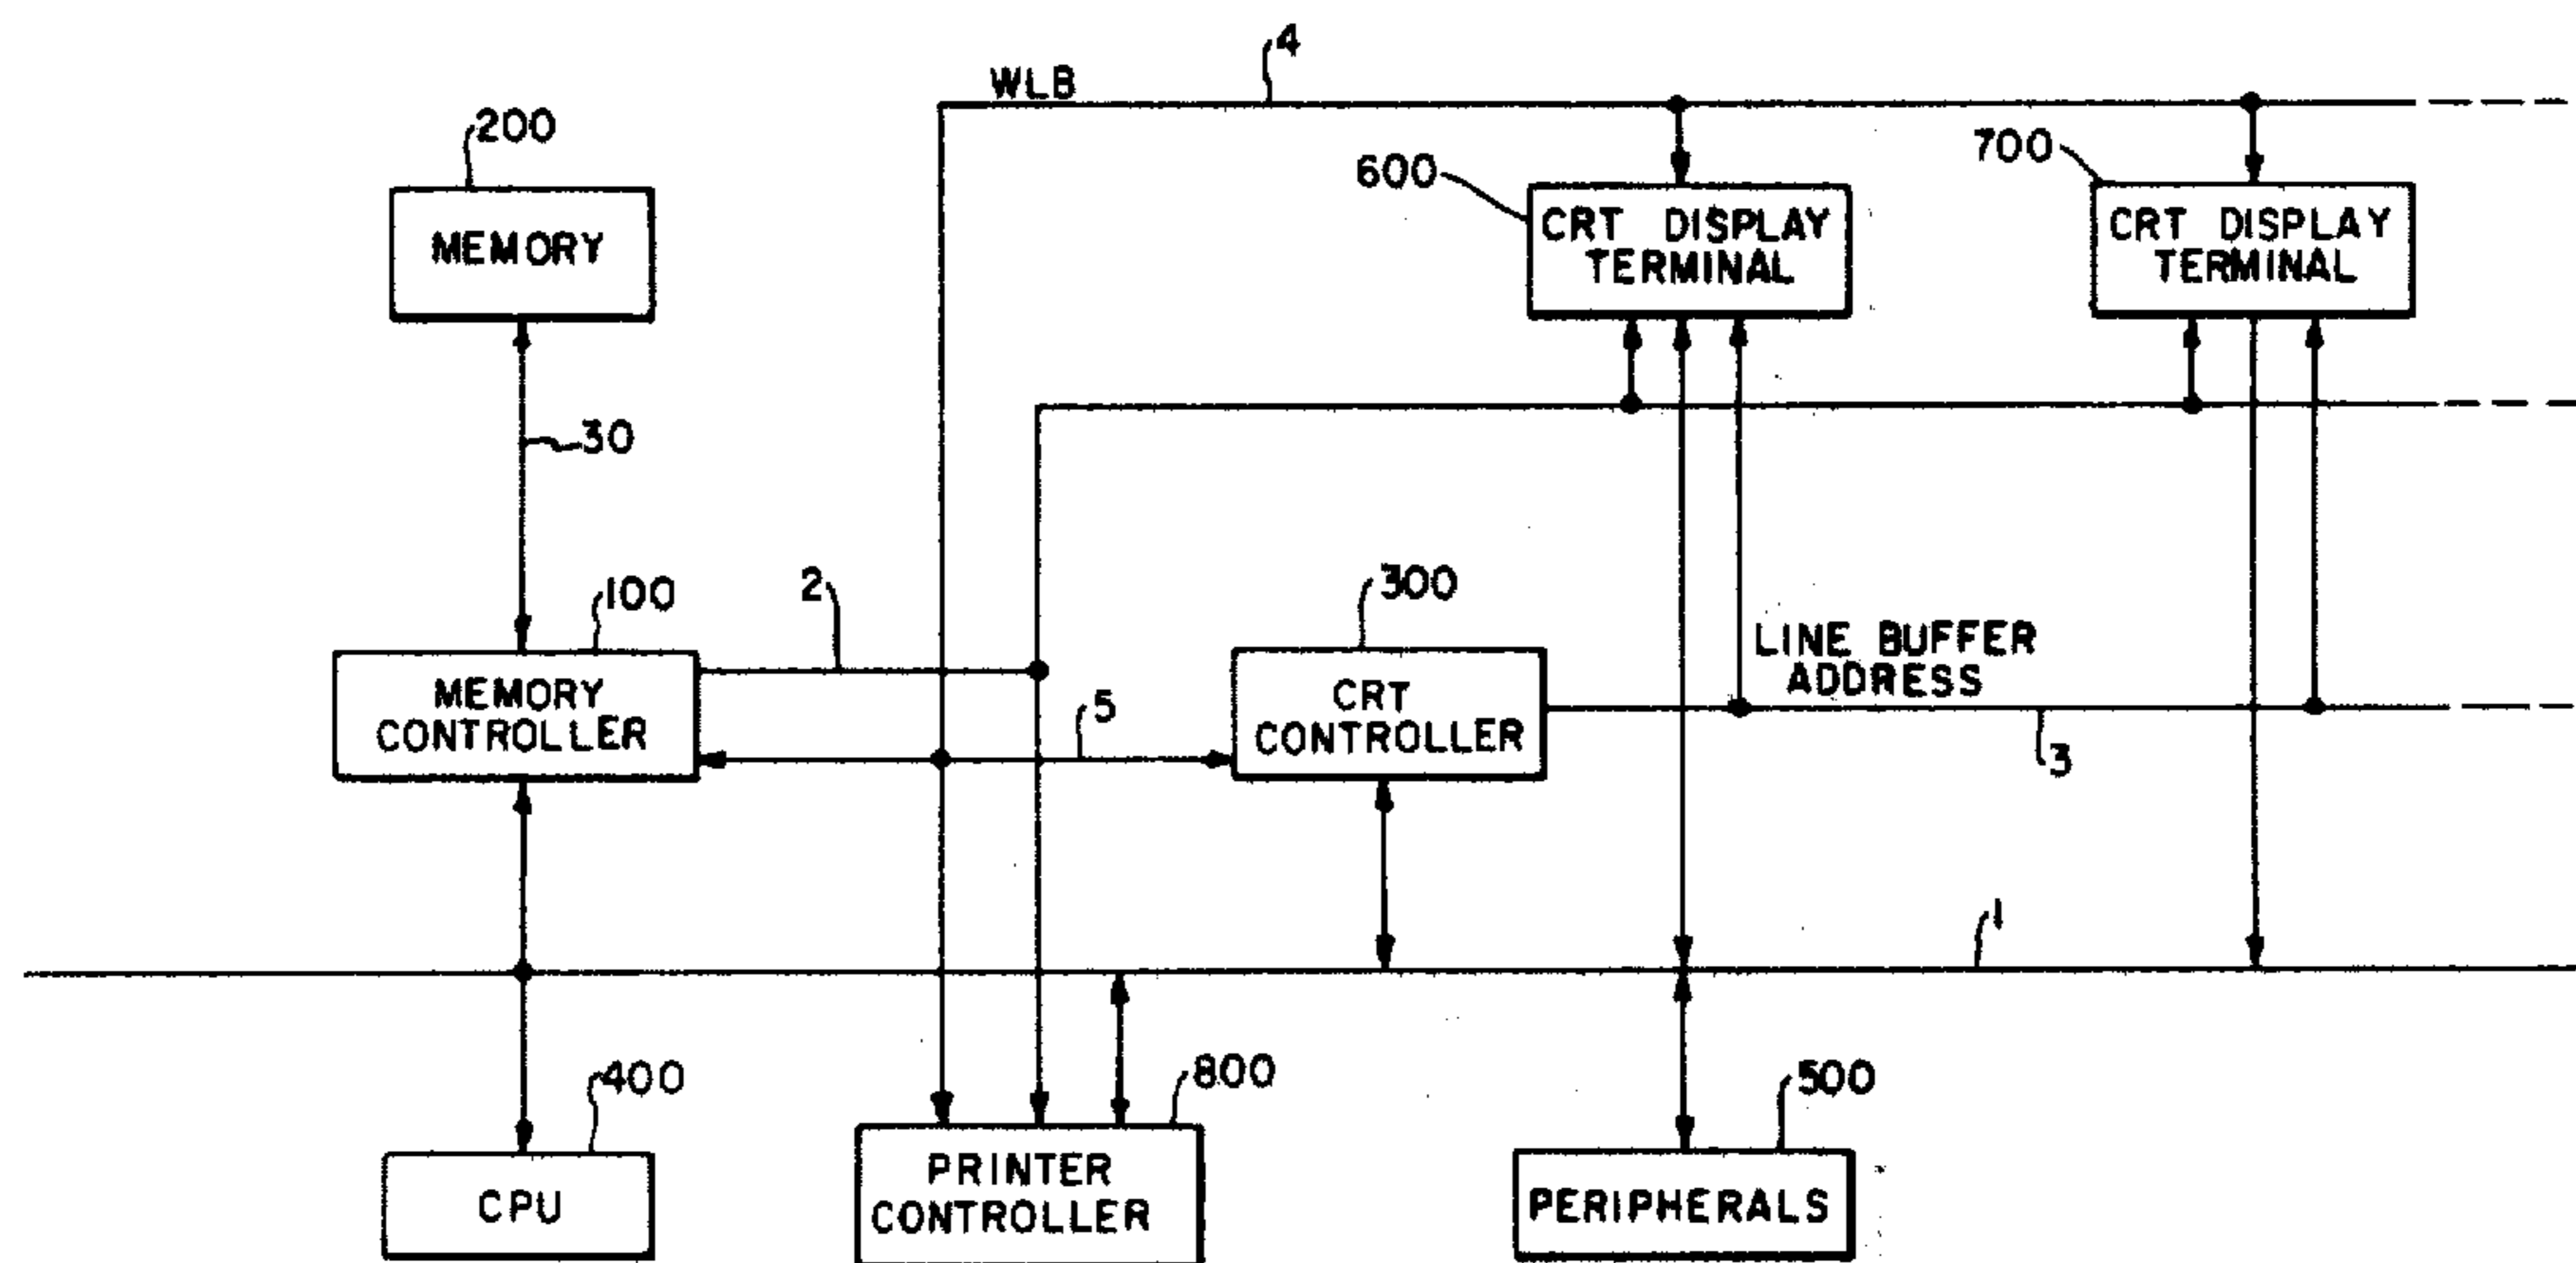 4
WLB
200
700
600
MEMORY
CRT DISPLAY
TERMINAL
CRT DISPLAY
TERMINAL
30
2
100
300
LINE BUFFER
ADDRESS
MEMORY
CONTROLLER
5
CRT
CONTROLLER
3
1
400
800
500
CPU
PRINTER
CONTROLLER
PERIPHERALS